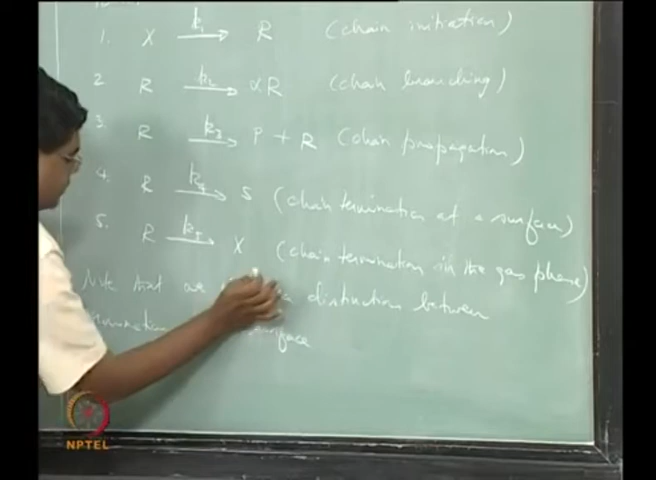 1. X k₁→ R (chain initiation)
2 R k₂→ αR (chain branching)
3. R k₃→ P + R (chain propagation)
4. R k₄→ S (chain termination at a surface)
5. R k₅→ X (chain termination in the gas phase)
Note that we distinction between
surface
NPTEL